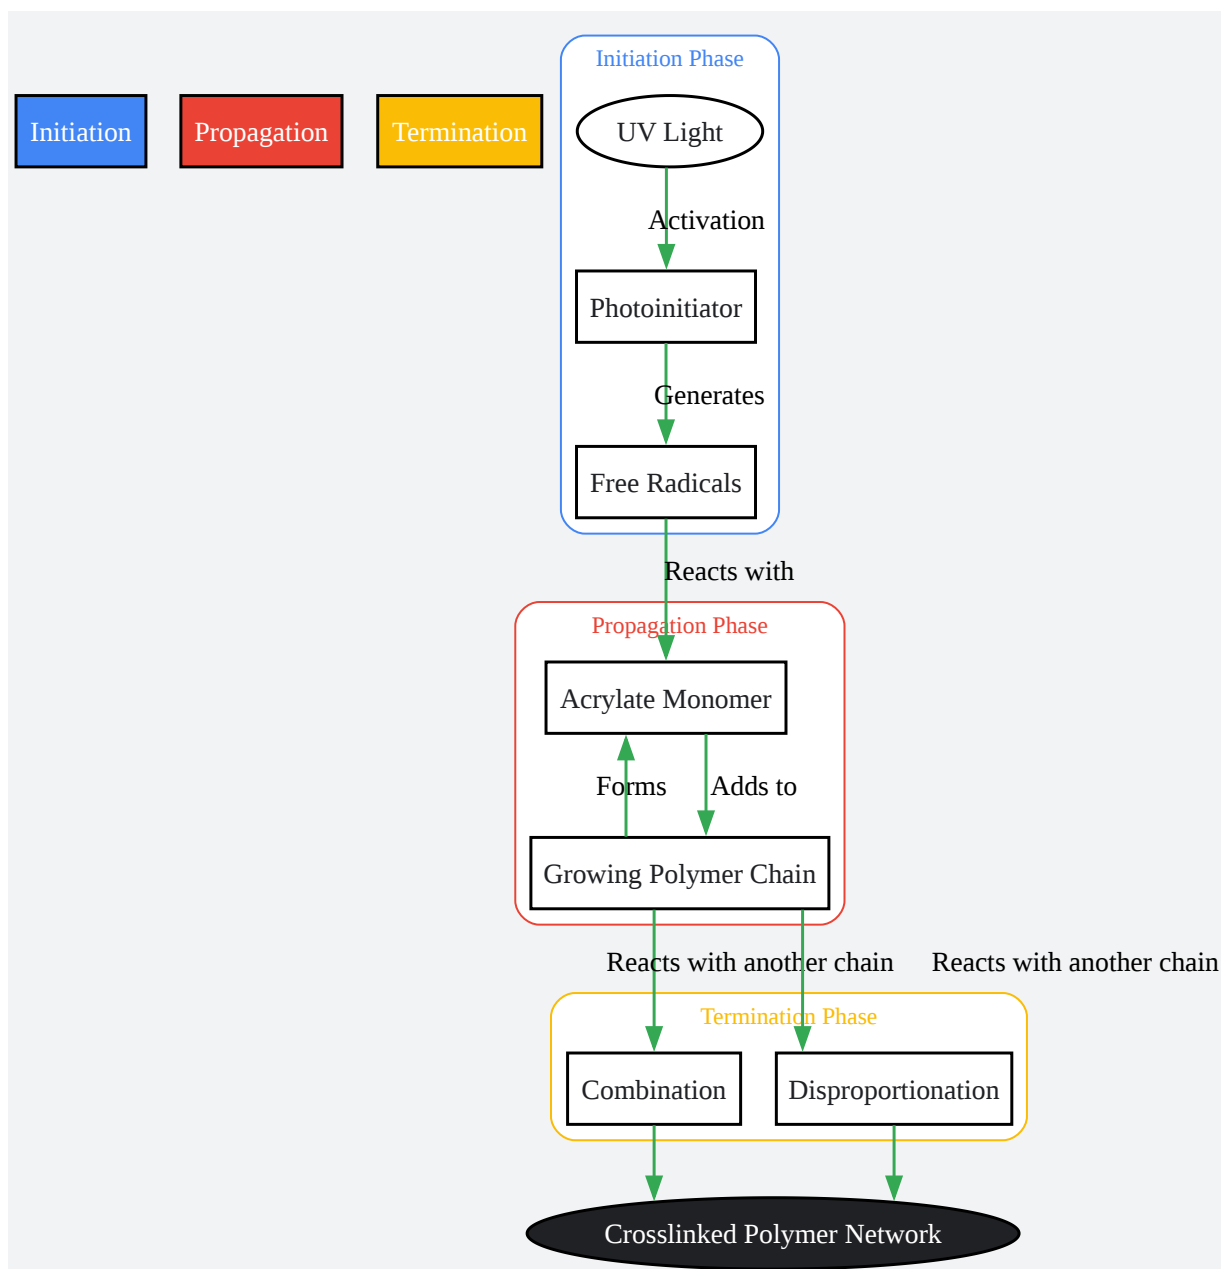 Initiation Phase
Initiation
Propagation
Termination
UV Light
Activation
Photoinitiator
Generates
Free Radicals
Reacts with
Propagation Phase
Acrylate Monomer
Forms
Adds to
Growing Polymer Chain
Reacts with another chain
Reacts with another chain
Termination Phase
Combination
Disproportionation
Crosslinked Polymer Network